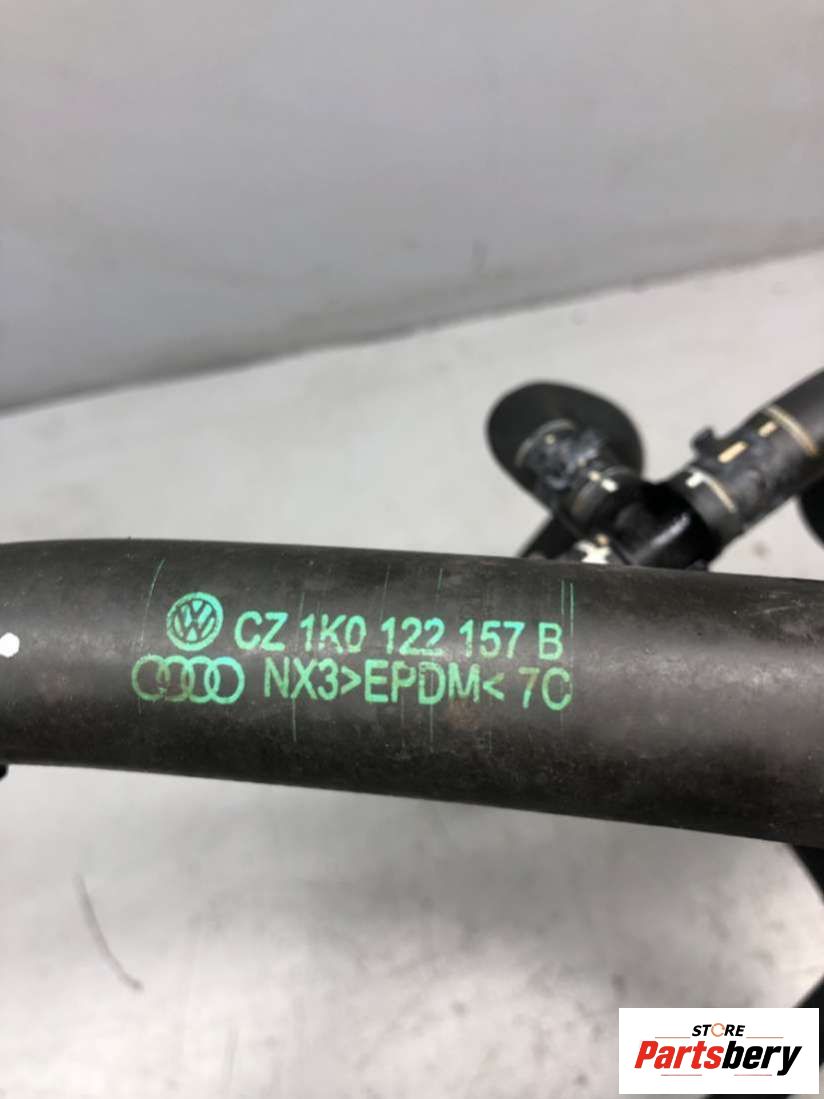 CZ 1K0 122 157 B
NX3>EPDM< 7C
STORE
Partsbery